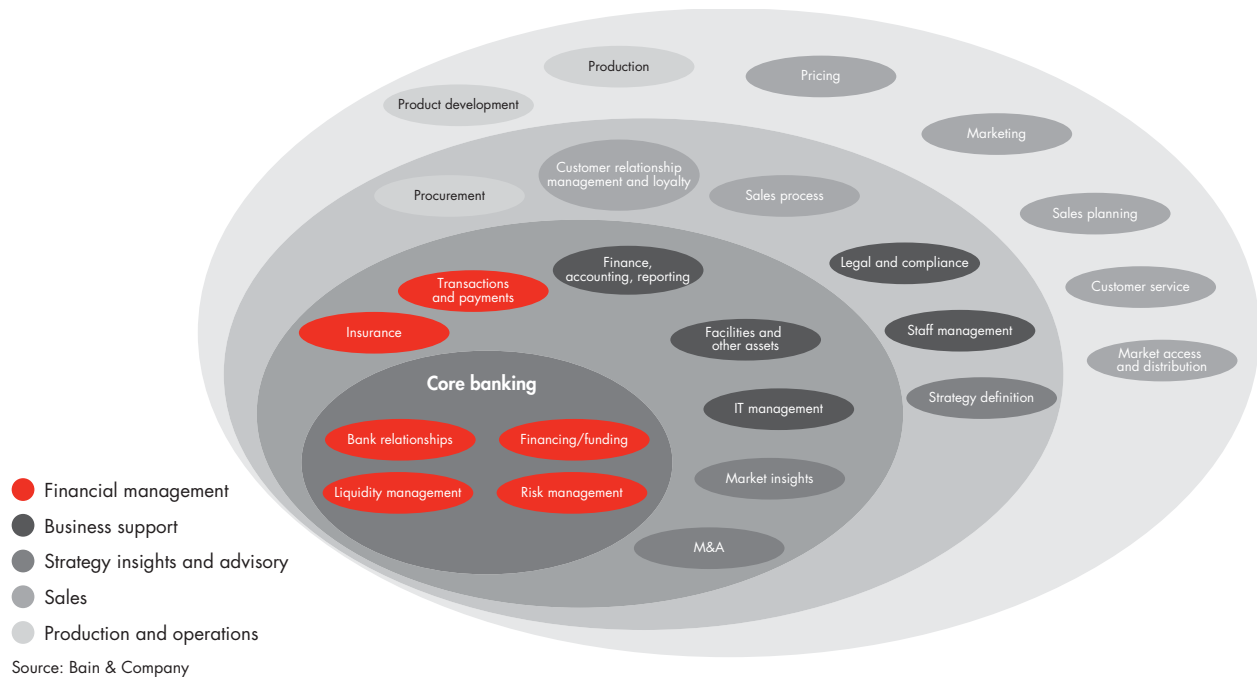 Production
Pricing
Product development
Marketing
Customer relationship
management and loyalty
Procurement
Sales process
Sales planning
Finance,
accounting, reporting
Legal and compliance
Transactions
and payments
Customer service
Insurance
Facilities and
other assets
Staff management
Market access
and distribution
Core banking
Strategy definition
IT management
Bank relationships
Financing/funding
Market insights
Liquidity management
Risk management
M&A
Financial management
Business support
Strategy insights and advisory
Sales
Production and operations
Source: Bain & Company